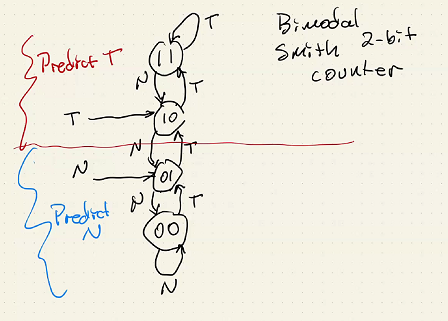 Bimodal
Smith 2-bit
counter
T
11
Predict T
N T
T 10
N T
N 01
N T
Predict
N
00
N